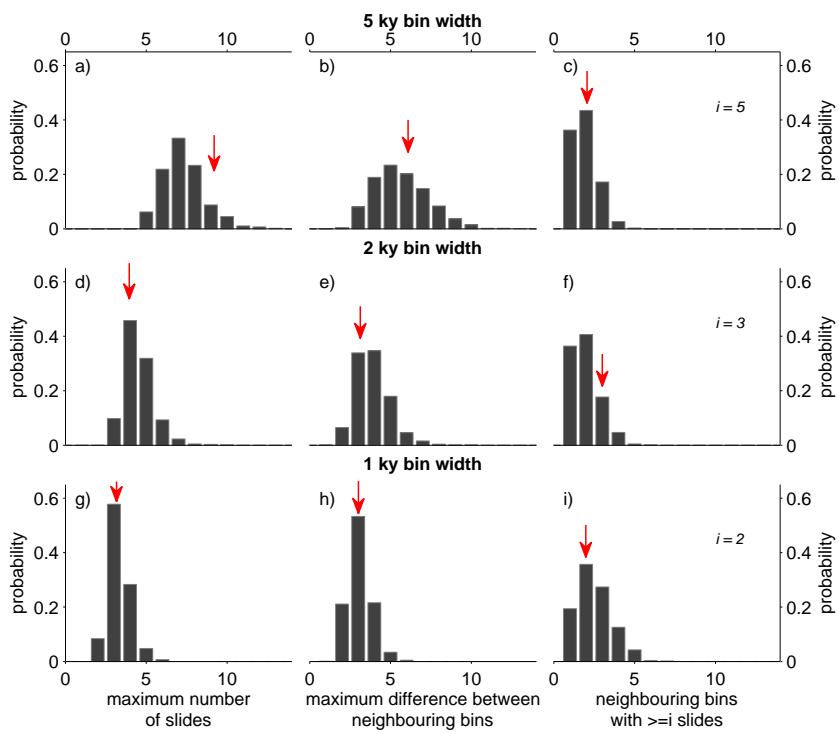 5 ky bin width
0 5 10 0 5 10 0 5 10
a) b) c)
probability
0.6
0.4
0.2
0
i = 5
0.6
0.4
0.2
0
probability
2 ky bin width
d) e) f)
probability
0.6
0.4
0.2
0
i = 3
0.6
0.4
0.2
0
probability
1 ky bin width
g) h) i)
probability
0.6
0.4
0.2
0
i = 2
0.6
0.4
0.2
0
probability
0 5 10 0 5 10 0 5 10
maximum number
of slides
maximum difference between
neighbouring bins
neighbouring bins
with >=i slides